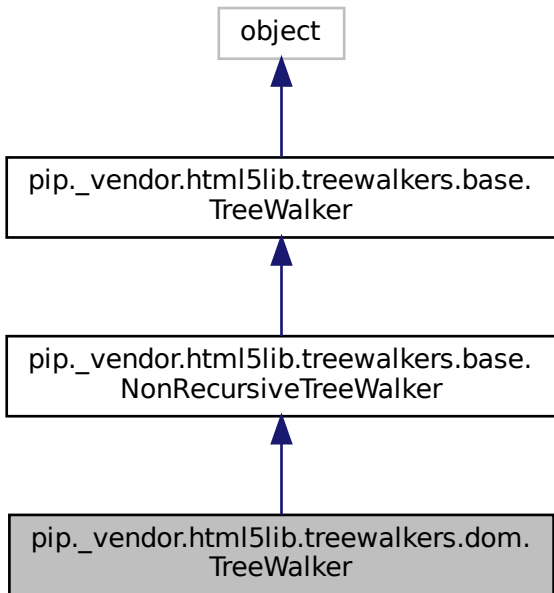 object
pip._vendor.html5lib.treewalkers.base.
TreeWalker
pip._vendor.html5lib.treewalkers.base.
NonRecursiveTreeWalker
pip._vendor.html5lib.treewalkers.dom.
TreeWalker